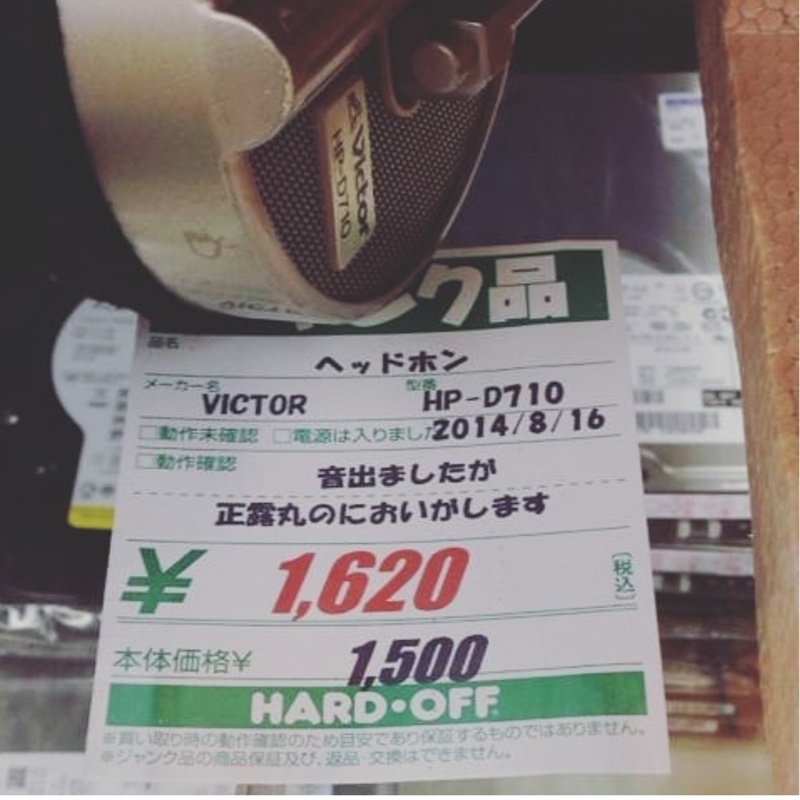 Victor
HP-D710
ンク品
品名
ヘッドホン
メーカー名 型番
VICTOR HP-D710
□動作未確認 □電源は入りました 2014/8/16
□動作確認
音出ましたが
正露丸のにおいがします
¥ 1,620 〔税込〕
本体価格¥ 1,500
HARD・OFF
※買い取り時の動作確認のため目安であり保証するものではありません。
※ジャンク品の商品保証及び、返品・交換はできません。